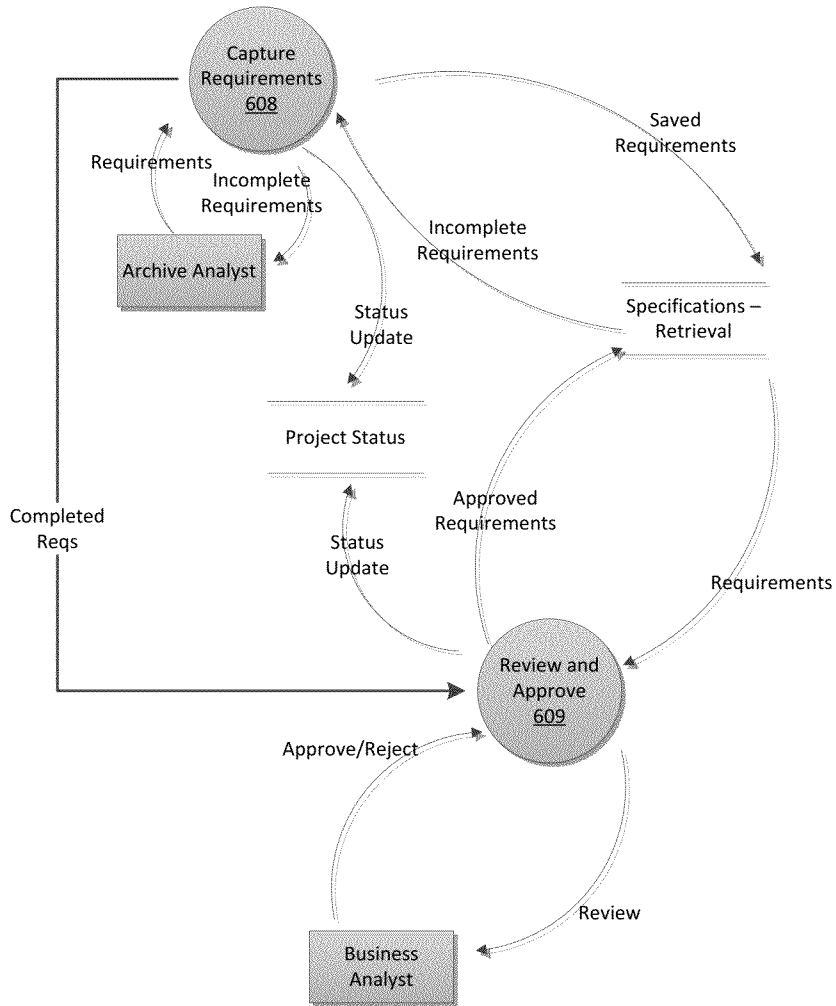 Capture
Requirements
608
Saved
Requirements
Requirements
Incomplete
Requirements
Incomplete
Requirements
Archive Analyst
Specifications –
Retrieval
Status
Update
Project Status
Approved
Requirements
Completed
Reqs
Status
Update
Requirements
Review and
Approve
609
Approve/Reject
Review
Business
Analyst